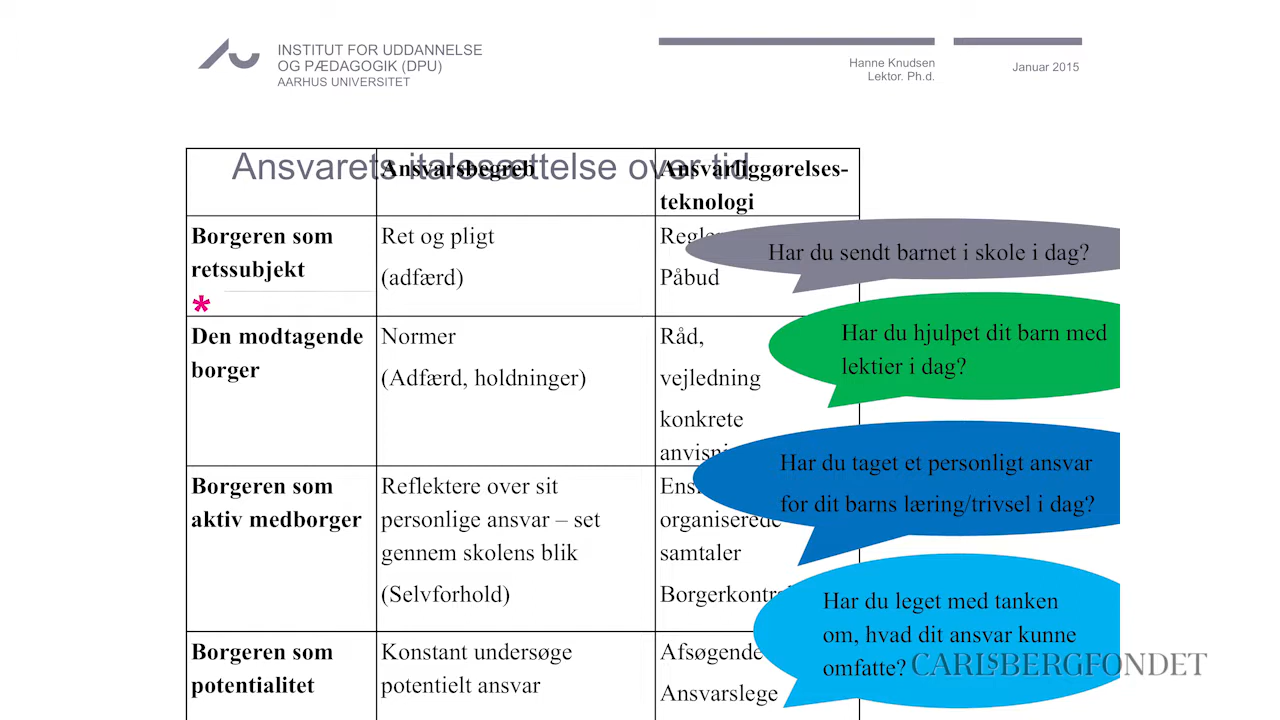 INSTITUT FOR UDDANNELSE
OG PÆDAGOGIK (DPU)
AARHUS UNIVERSITET
Hanne Knudsen
Lektor. Ph.d.
Januar 2015
Ansvarets italesættelse over tid
Ansvarsbegreb
Ansvarliggørelses-
teknologi
Borgeren som
retssubjekt
*
Ret og pligt
(adfærd)
Påbud
Har du sendt barnet i skole i dag?
Den modtagende
borger
Normer
(Adfærd, holdninger)
Råd,
vejledning
konkrete
Har du hjulpet dit barn med
lektier i dag?
Borgeren som
aktiv medborger
Reflektere over sit
personlige ansvar – set
gennem skolens blik
(Selvforhold)
organiserede
samtaler
Har du taget et personligt ansvar
for dit barns læring/trivsel i dag?
Borgeren som
potentialitet
Konstant undersøge
potentielt ansvar
Afsøgende
Ansvarslege
Har du leget med tanken
om, hvad dit ansvar kunne
omfatte?
CARLSBERGFONDET